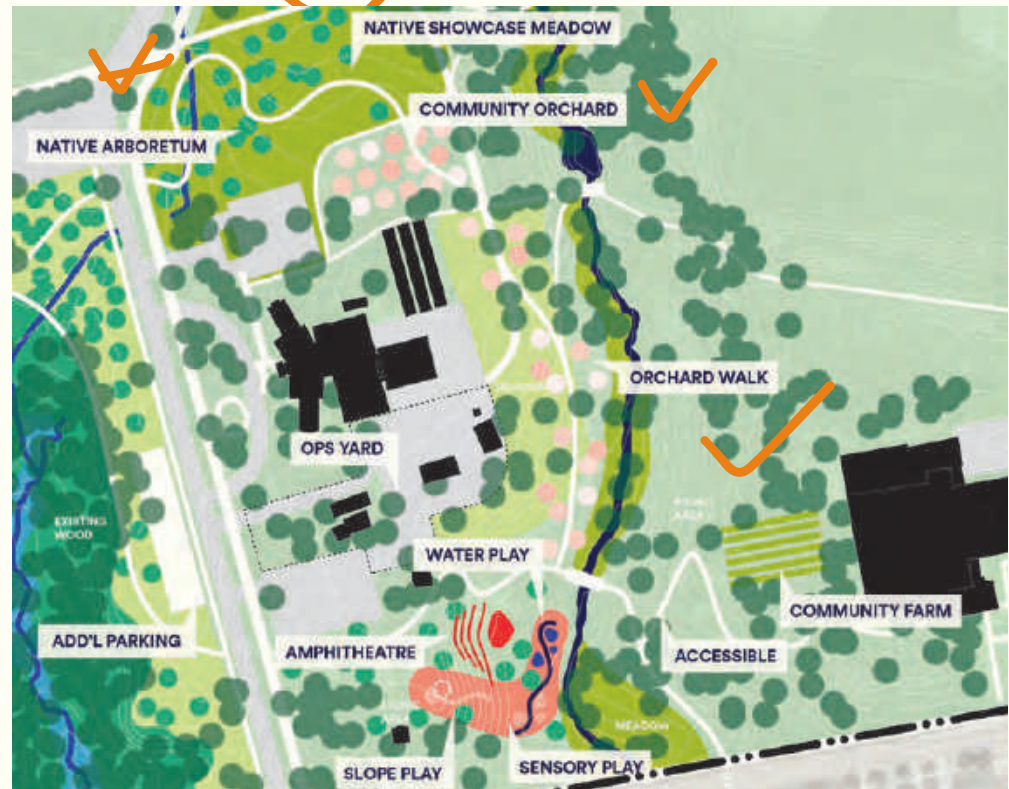 NATIVE SHOWCASE MEADOW
COMMUNITY ORCHARD
NATIVE ARBORETUM
ORCHARD WALK
OPS YARD
EXISTING
WOOD
WATER PLAY
COMMUNITY FARM
ADD'L PARKING
AMPHITHEATRE
ACCESSIBLE
MEADOW
SLOPE PLAY
SENSORY PLAY